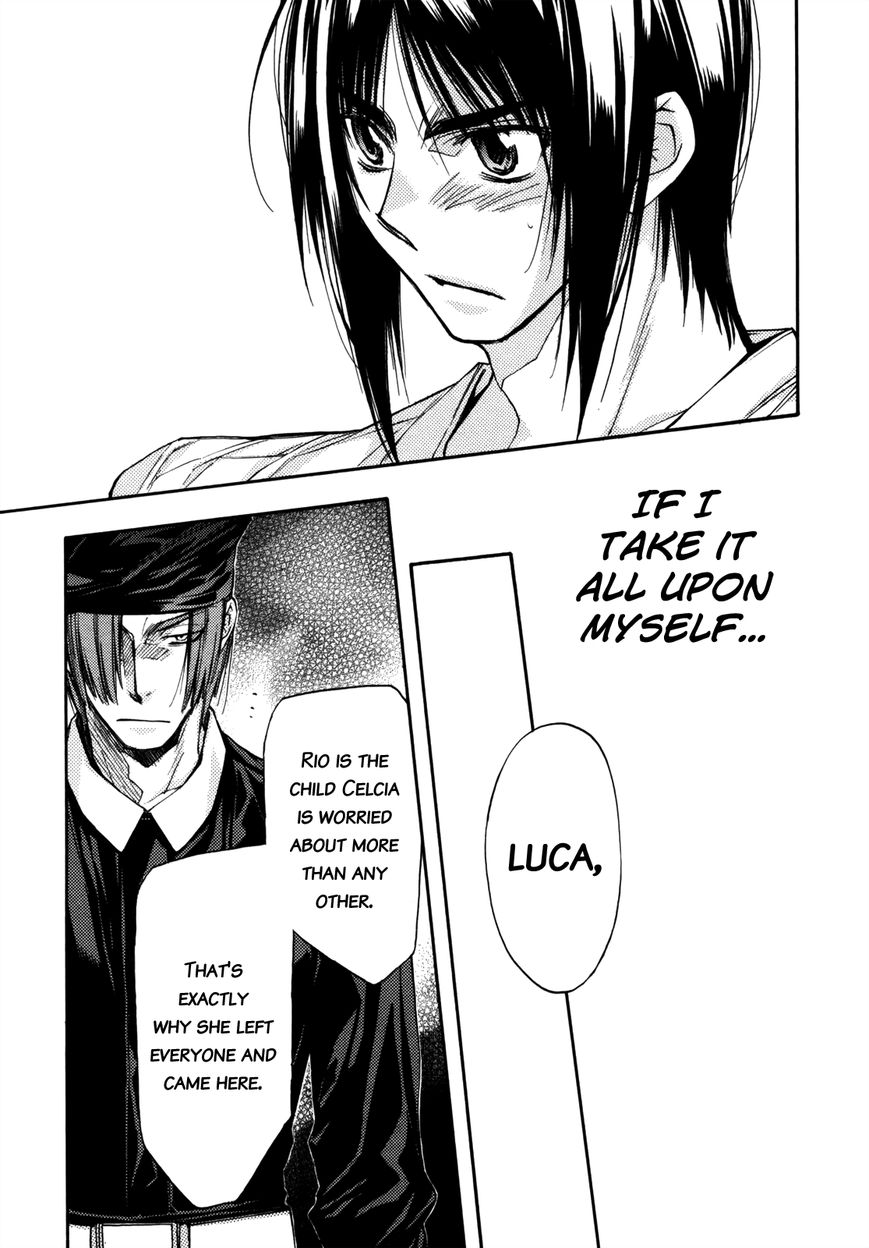 IF I
TAKE IT
ALL UPON
MYSELF...
LUCA,
RIO IS THE
CHILD CELCIA
IS WORRIED
ABOUT MORE
THAN ANY
OTHER.
THAT'S
EXACTLY
WHY SHE LEFT
EVERYONE AND
CAME HERE.